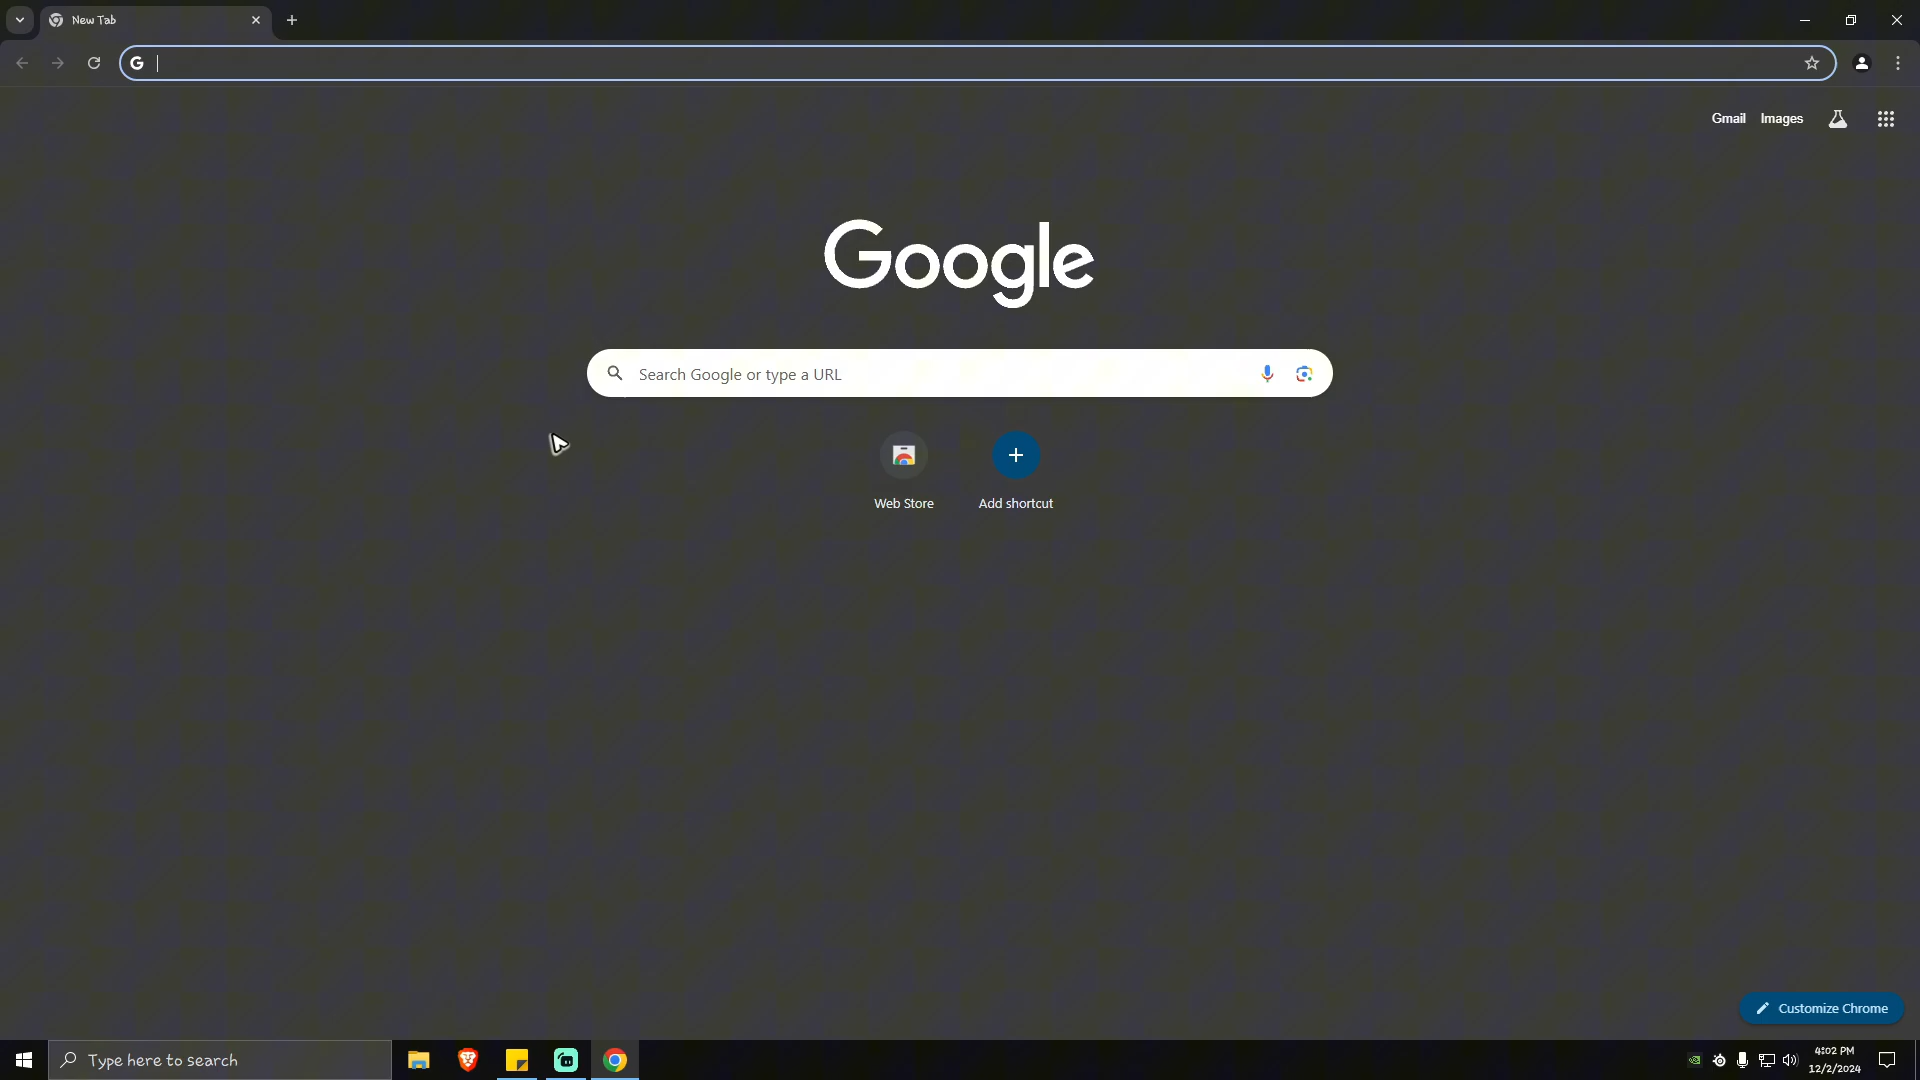 New Tab
Gmail Images
Google
Search Google or type a URL
Web Store Add shortcut
Customize Chrome
Type here to search
4:02 PM
12/2/2024